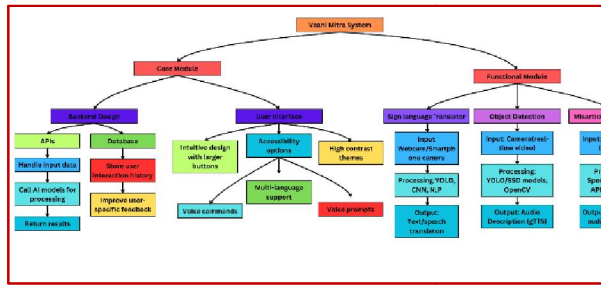 Vaani Mitra System
Core Module
Functional Module
Backend Design
User Interface
Sign language Translator
Object Detection
APIs
Database
Intuitive design
with larger
buttons
Accessibility
options
High contrast
themes
Input:
Webcam/Smartph
one camera
Input: Camera(real-
time video)
Handle input data
Store user
interaction history
Call AI models for
processing
Improve user-
specific feedback
Multi-language
support
Processing: YOLO,
CNN, NLP
Processing:
YOLO/SSD models,
OpenCV
Return results
Voice commands
Voice prompts
Output:
Text/speech
translation
Output: Audio
Description (gTTS)